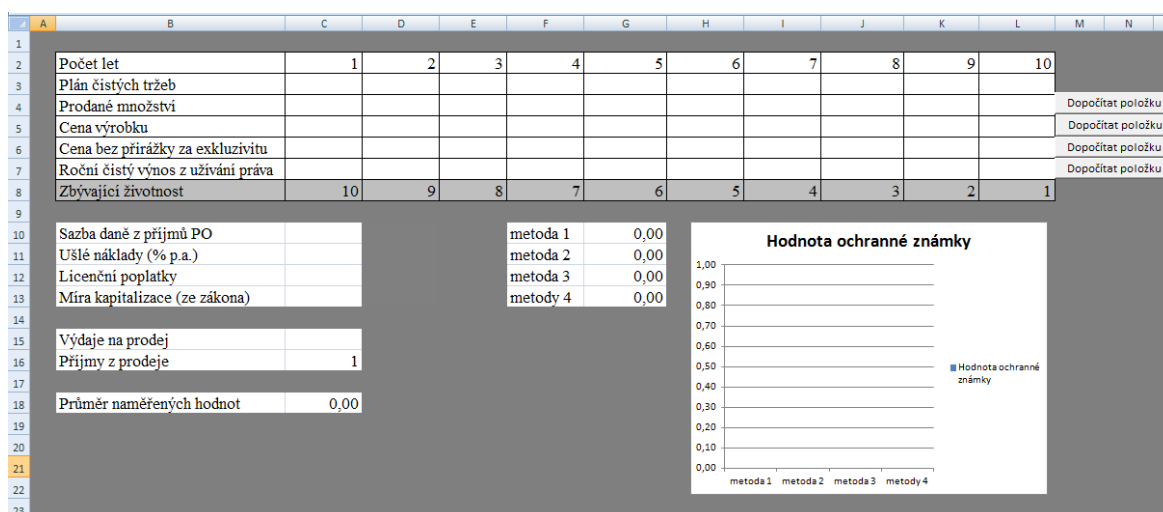 A B C D E F G H I J K L M N
1
2 Počet let 1 2 3 4 5 6 7 8 9 10
3 Plán čistých tržeb
4 Prodané množství Dopočítat položku
5 Cena výrobku Dopočítat položku
6 Cena bez přirážky za exkluzivitu Dopočítat položku
7 Roční čistý výnos z užívání práva Dopočítat položku
8 Zbývající životnost 10 9 8 7 6 5 4 3 2 1
9
10 Sazba daně z příjmů PO metoda 1 0,00
11 Ušlé náklady (% p.a.) metoda 2 0,00
12 Licenční poplatky metoda 3 0,00
13 Míra kapitalizace (ze zákona) metody 4 0,00
14
15 Výdaje na prodej
16 Příjmy z prodeje 1
17
18 Průměr naměřených hodnot 0,00
19
20
21
22
23
Hodnota ochranné známky
1,00
0,90
0,80
0,70
0,60
0,50
0,40
0,30
0,20
0,10
0,00
metoda 1 metoda 2 metoda 3 metody 4
Hodnota ochranné
známky